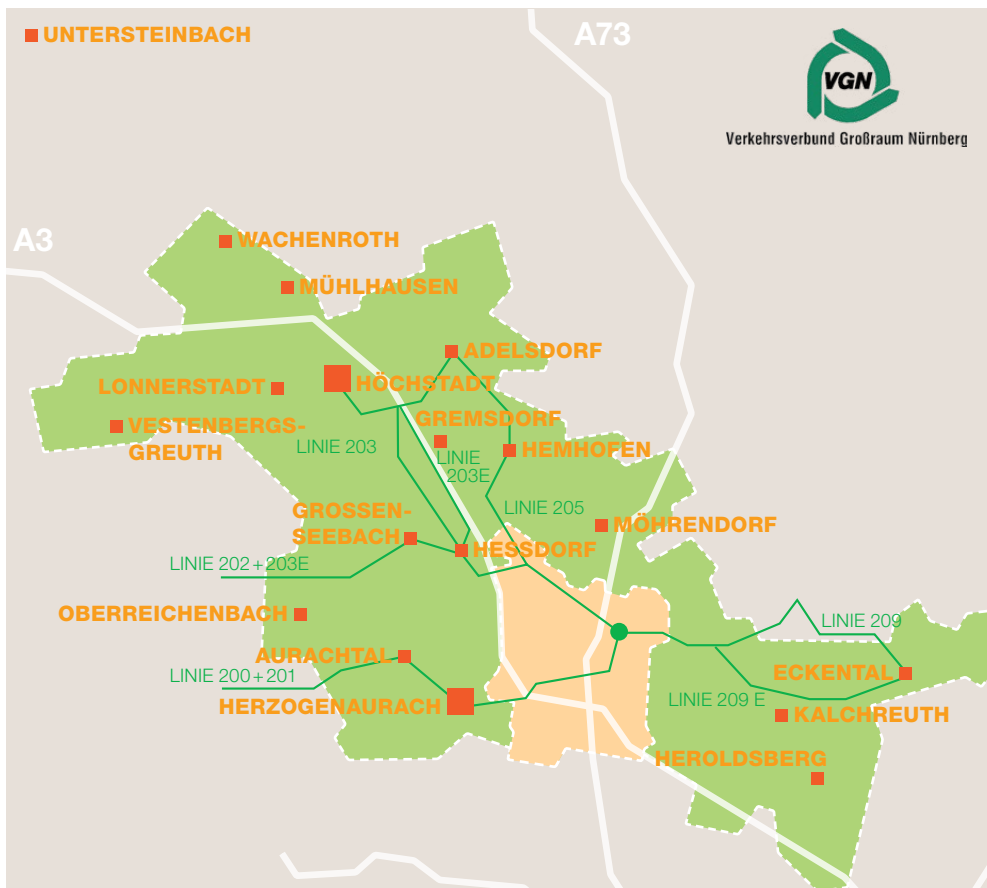 UNTERSTEINBACH
A73
VGN
Verkehrsverbund Großraum Nürnberg
A3
WACHENROTH
MÜHLHAUSEN
ADELSDORF
LONNERSTADT
HÖCHSTADT
VESTENBERGS-
GREUTH
GREMSDORF
LINIE 203
LINIE
203E
HEMHOFEN
LINIE 205
GROSSEN-
SEEBACH
MÖHRENDORF
HESSDORF
LINIE 202+203E
OBERREICHENBACH
LINIE 209
AURACHTAL
LINIE 200+201
ECKENTAL
HERZOGENAURACH
LINIE 209 E
KALCHREUTH
HEROLDSBERG